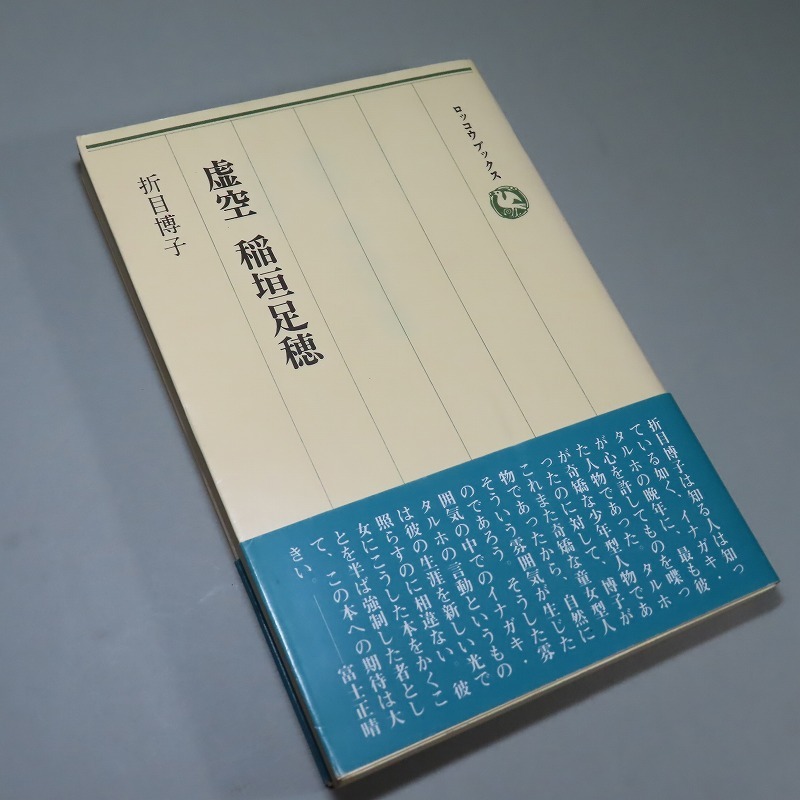 ロッコウブックス
虚空 稲垣足穂
折目博子
折目博子は知る人は知っ
ている如く、イナガキ・
タルホの晩年に、最も彼
が心を許してものを喋っ
た人物であった。タルホ
が奇矯な少年型人物であ
ったのに対して、博子が
これまた奇矯な童女型人
物であったから、自然に
そういう雰囲気が生じた
のであろう。そうした雰
囲気の中でのイナガキ・
タルホの言動というもの
は彼の生涯を新しい光で
照らすのに相違ない。彼
女にこうした本をかくこ
とを半ば強制した者とし
て、この本への期待は大
きい。
――富士正晴